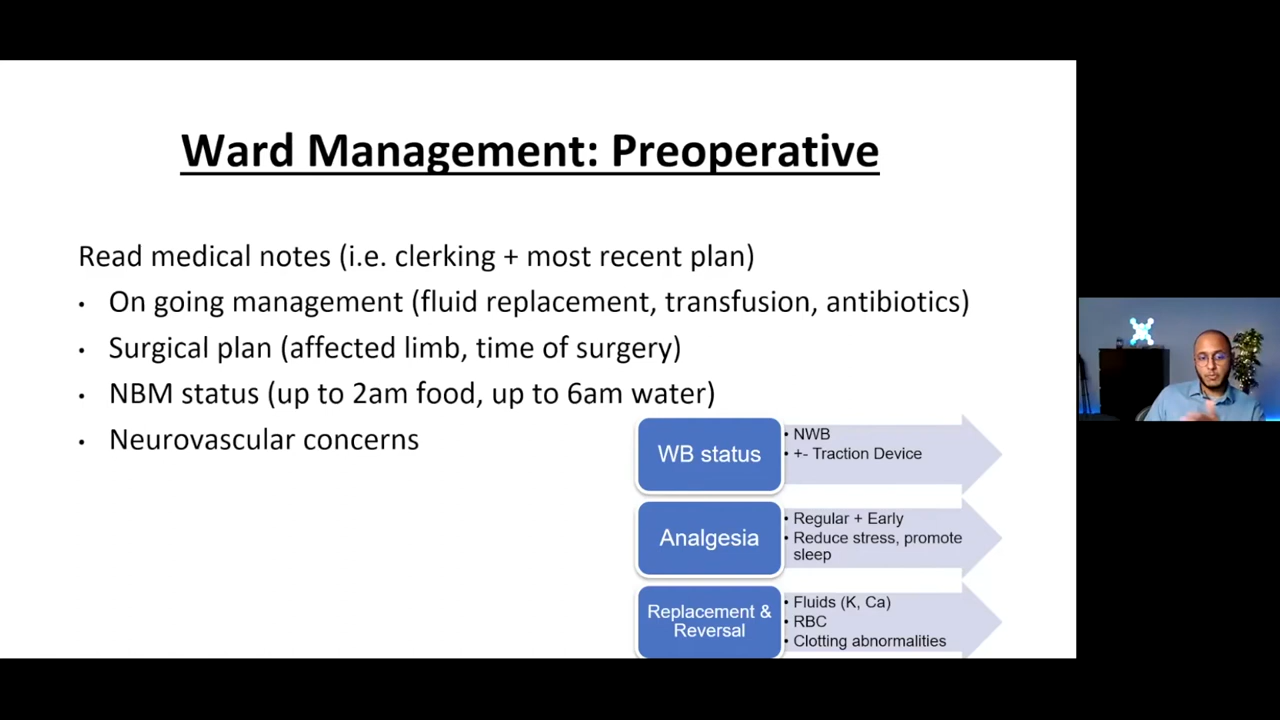 Ward Management: Preoperative
Read medical notes (i.e. clerking + most recent plan)
• On going management (fluid replacement, transfusion, antibiotics)
• Surgical plan (affected limb, time of surgery)
• NBM status (up to 2am food, up to 6am water)
• Neurovascular concerns
WB status
• NWB
• +- Traction Device
Analgesia
• Regular + Early
• Reduce stress, promote
sleep
Replacement &
Reversal
• Fluids (K, Ca)
• RBC
• Clotting abnormalities